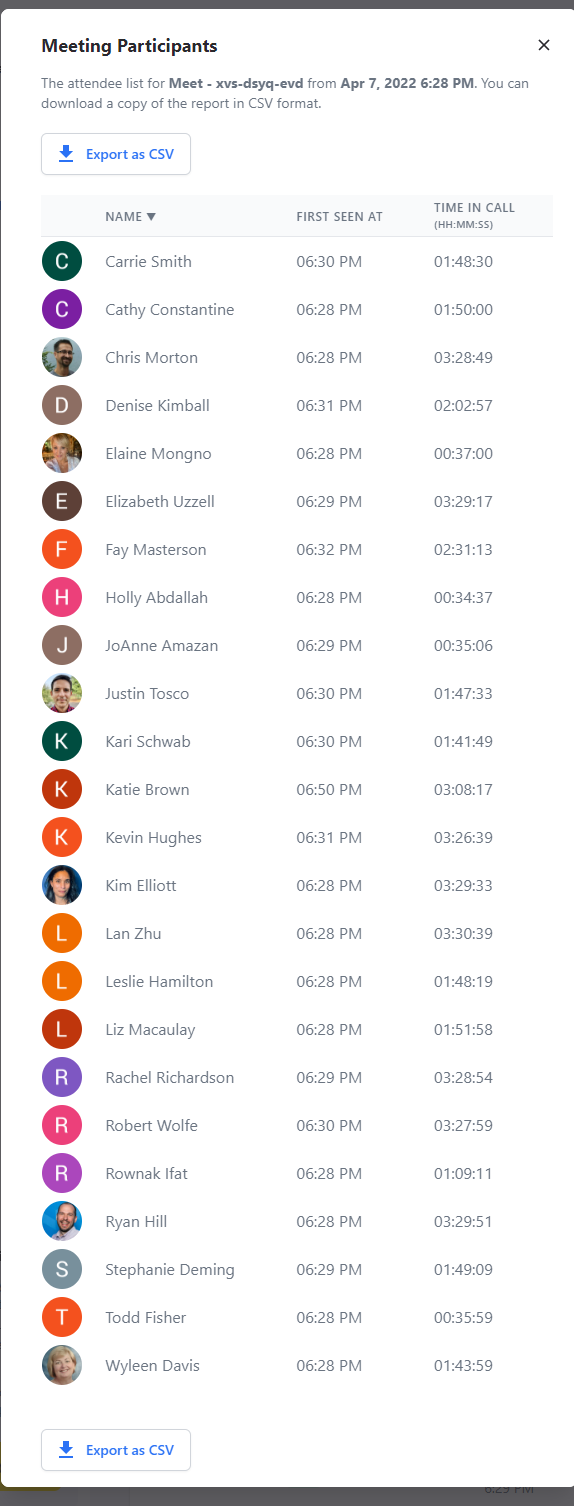 Meeting Participants
The attendee list for Meet - xvs-dsyq-evd from Apr 7, 2022 6:28 PM. You can
download a copy of the report in CSV format.
Export as CSV
NAME ▼ FIRST SEEN AT TIME IN CALL
(HH:MM:SS)
C Carrie Smith 06:30 PM 01:48:30
C Cathy Constantine 06:28 PM 01:50:00
Chris Morton 06:28 PM 03:28:49
D Denise Kimball 06:31 PM 02:02:57
Elaine Mongno 06:28 PM 00:37:00
E Elizabeth Uzzell 06:29 PM 03:29:17
F Fay Masterson 06:32 PM 02:31:13
H Holly Abdallah 06:28 PM 00:34:37
J JoAnne Amazan 06:29 PM 00:35:06
Justin Tosco 06:30 PM 01:47:33
K Kari Schwab 06:30 PM 01:41:49
K Katie Brown 06:50 PM 03:08:17
K Kevin Hughes 06:31 PM 03:26:39
Kim Elliott 06:28 PM 03:29:33
L Lan Zhu 06:28 PM 03:30:39
L Leslie Hamilton 06:28 PM 01:48:19
L Liz Macaulay 06:28 PM 01:51:58
R Rachel Richardson 06:29 PM 03:28:54
R Robert Wolfe 06:30 PM 03:27:59
R Rownak Ifat 06:28 PM 01:09:11
Ryan Hill 06:28 PM 03:29:51
S Stephanie Deming 06:29 PM 01:49:09
T Todd Fisher 06:28 PM 00:35:59
Wyleen Davis 06:28 PM 01:43:59
Export as CSV
6:29 PM